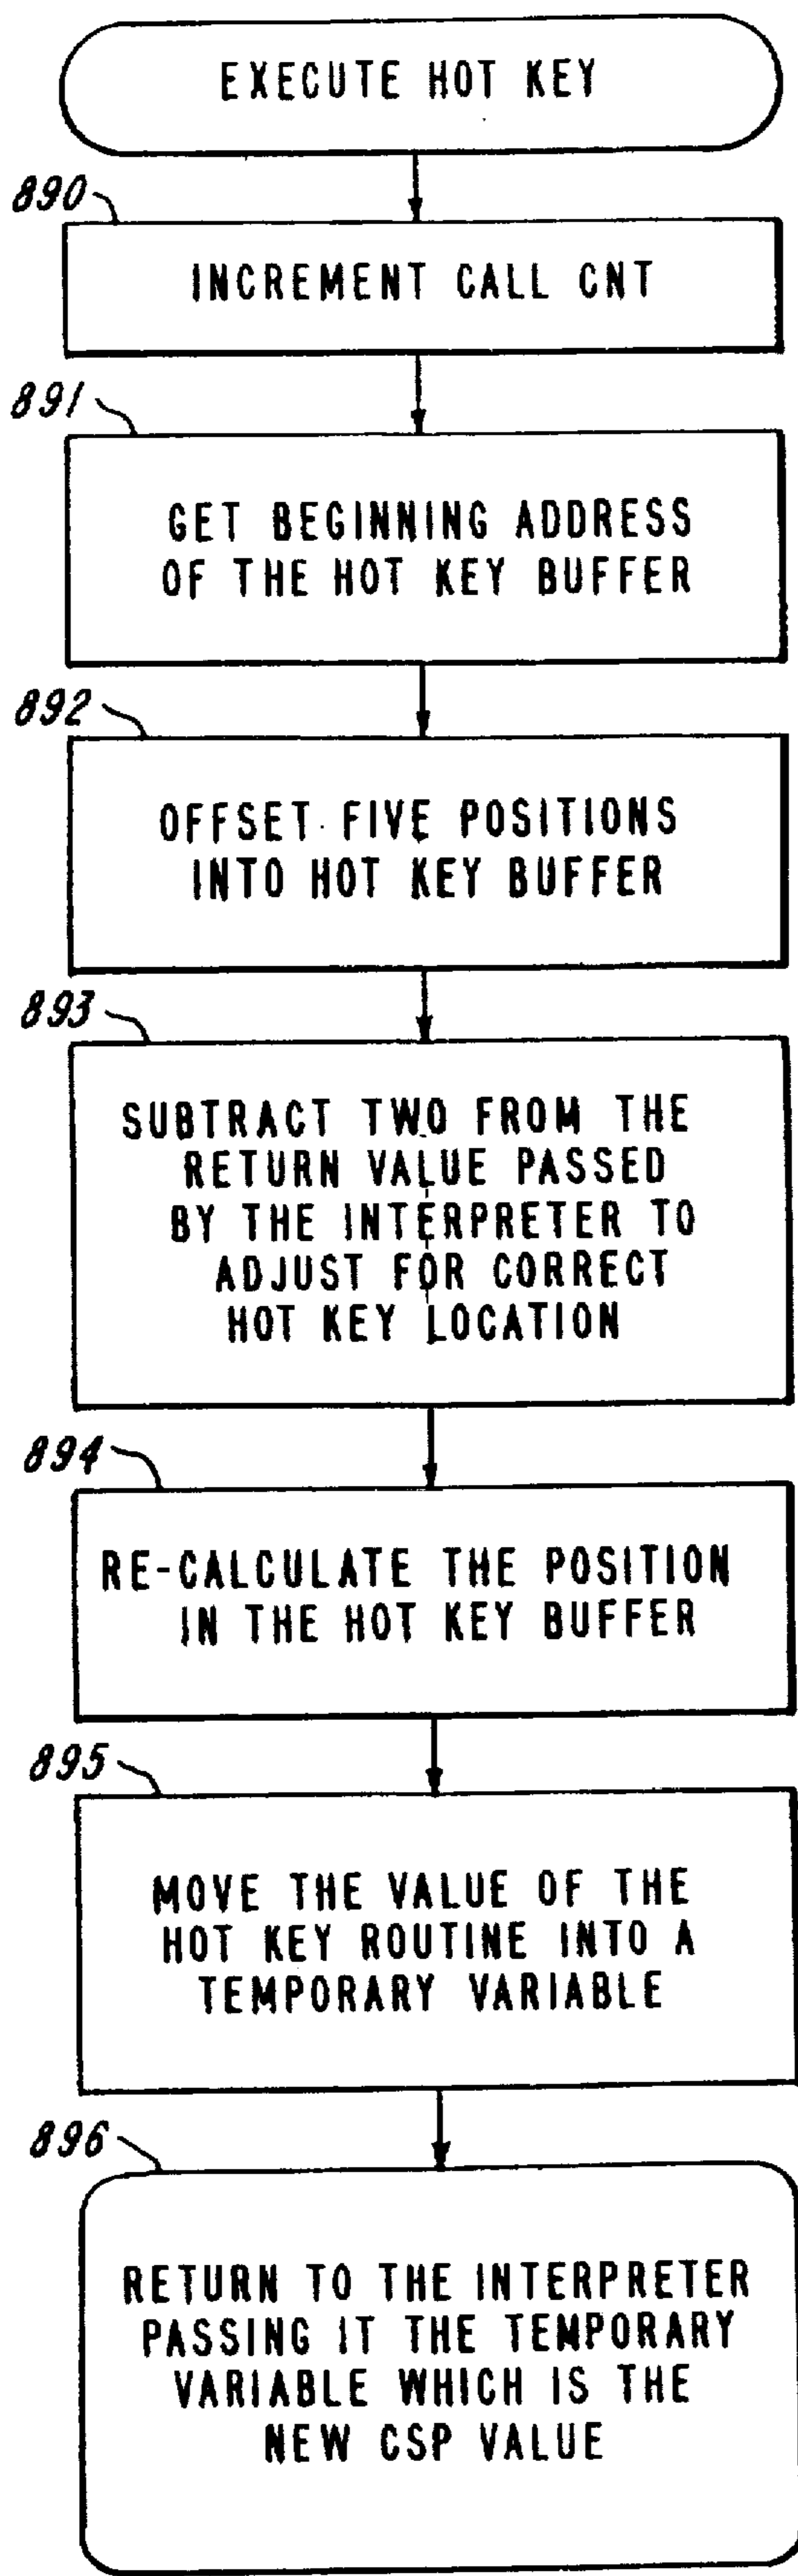 EXECUTE HOT KEY
890
INCREMENT CALL CNT
891
GET BEGINNING ADDRESS
OF THE HOT KEY BUFFER
892
OFFSET FIVE POSITIONS
INTO HOT KEY BUFFER
893
SUBTRACT TWO FROM THE
RETURN VALUE PASSED
BY THE INTERPRETER TO
ADJUST FOR CORRECT
HOT KEY LOCATION
894
RE-CALCULATE THE POSITION
IN THE HOT KEY BUFFER
895
MOVE THE VALUE OF THE
HOT KEY ROUTINE INTO A
TEMPORARY VARIABLE
896
RETURN TO THE INTERPRETER
PASSING IT THE TEMPORARY
VARIABLE WHICH IS THE
NEW CSP VALUE